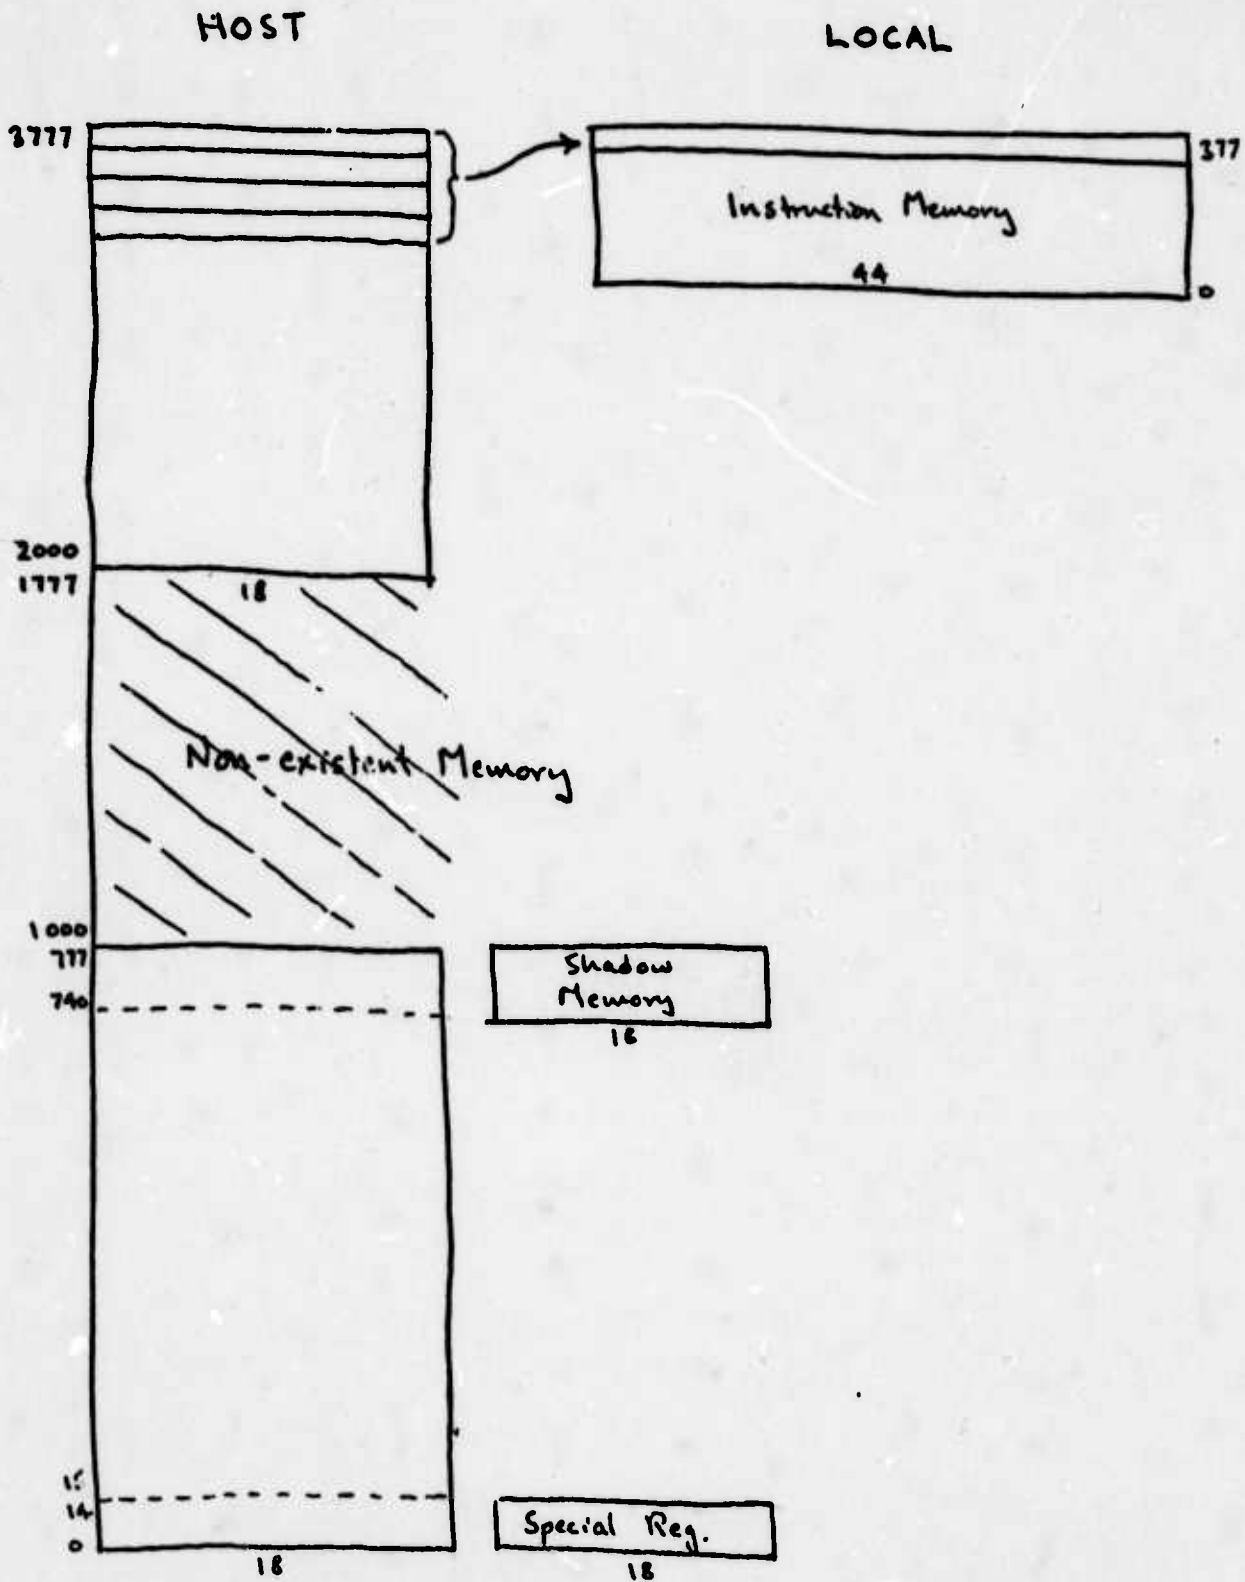 HOST
LOCAL
3777
377
Instruction Memory
44
0
2000
1777
18
Non-existent Memory
1000
777
740
Shadow
Memory
18
15
14
0
Special Reg.
18
18